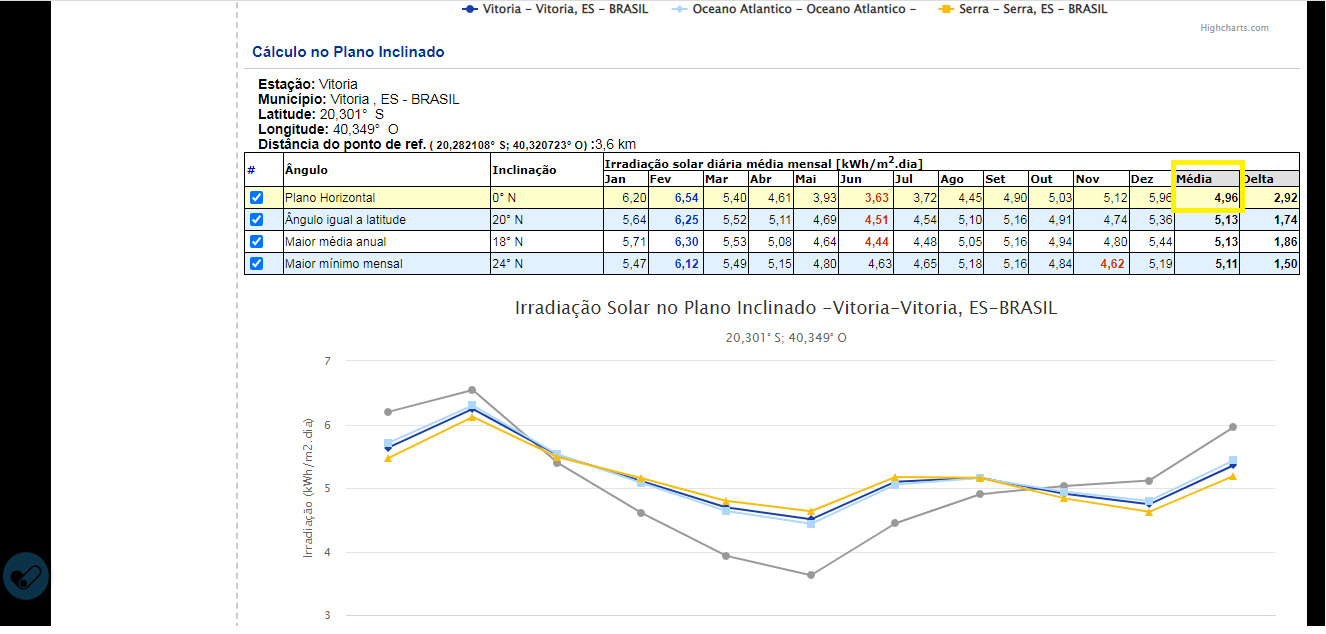 Vitoria - Vitoria, ES - BRASIL Oceano Atlantico - Oceano Atlantico - Serra - Serra, ES - BRASIL
Highcharts.com
Cálculo no Plano Inclinado
Estação: Vitoria
Município: Vitoria , ES - BRASIL
Latitude: 20,301° S
Longitude: 40,349° O
Distância do ponto de ref. ( 20,282108° S; 40,320723° O) :3,6 km
# Ângulo Inclinação Irradiação solar diária média mensal [kWh/m2.dia]
Jan Fev Mar Abr Mai Jun Jul Ago Set Out Nov Dez Média Delta
Plano Horizontal 0° N 6,20 6,54 5,40 4,61 3,93 3,63 3,72 4,45 4,90 5,03 5,12 5,96 4,96 2,92
Ângulo igual a latitude 20° N 5,64 6,25 5,52 5,11 4,69 4,51 4,54 5,10 5,16 4,91 4,74 5,36 5,13 1,74
Maior média anual 18° N 5,71 6,30 5,53 5,08 4,64 4,44 4,48 5,05 5,16 4,94 4,80 5,44 5,13 1,86
Maior mínimo mensal 24° N 5,47 6,12 5,49 5,15 4,80 4,63 4,65 5,18 5,16 4,84 4,62 5,19 5,11 1,50
Irradiação Solar no Plano Inclinado -Vitoria-Vitoria, ES-BRASIL
20,301° S; 40,349° O
7
6
5
4
3
Irradiação (kWh/m2.dia)